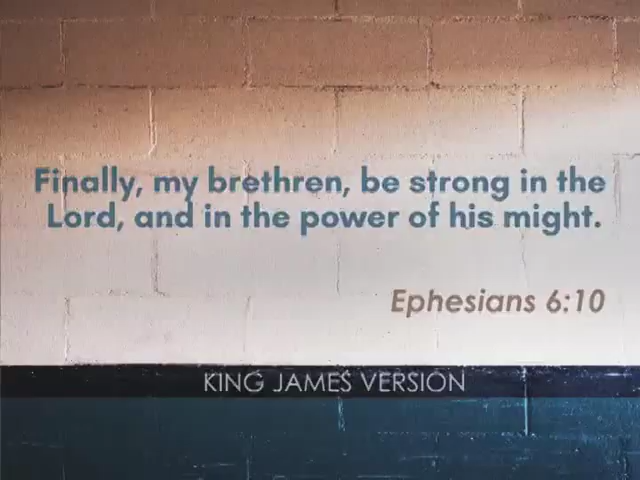 Finally, my brethren, be strong in the
Lord, and in the power of his might.
Ephesians 6:10
KING JAMES VERSION